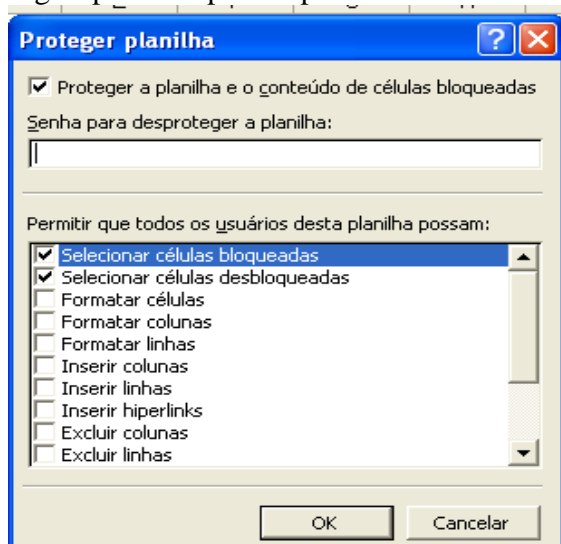 Proteger planilha
Proteger a planilha e o conteúdo de células bloqueadas
Senha para desproteger a planilha:
Permitir que todos os usuários desta planilha possam:
Selecionar células bloqueadas
Selecionar células desbloqueadas
Formatar células
Formatar colunas
Formatar linhas
Inserir colunas
Inserir linhas
Inserir hiperlinks
Excluir colunas
Excluir linhas
OK Cancelar